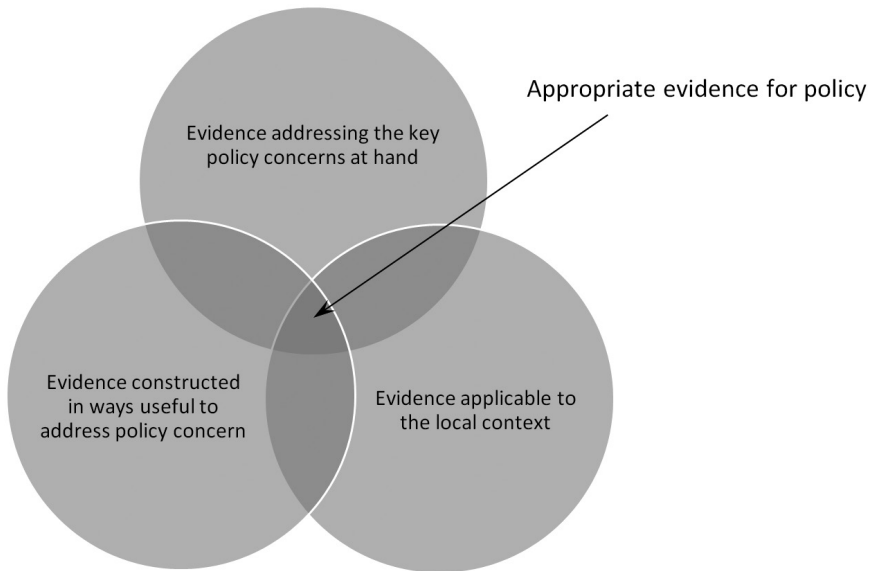 Appropriate evidence for policy
Evidence addressing the key
policy concerns at hand
Evidence constructed
in ways useful to
address policy concern
Evidence applicable to
the local context